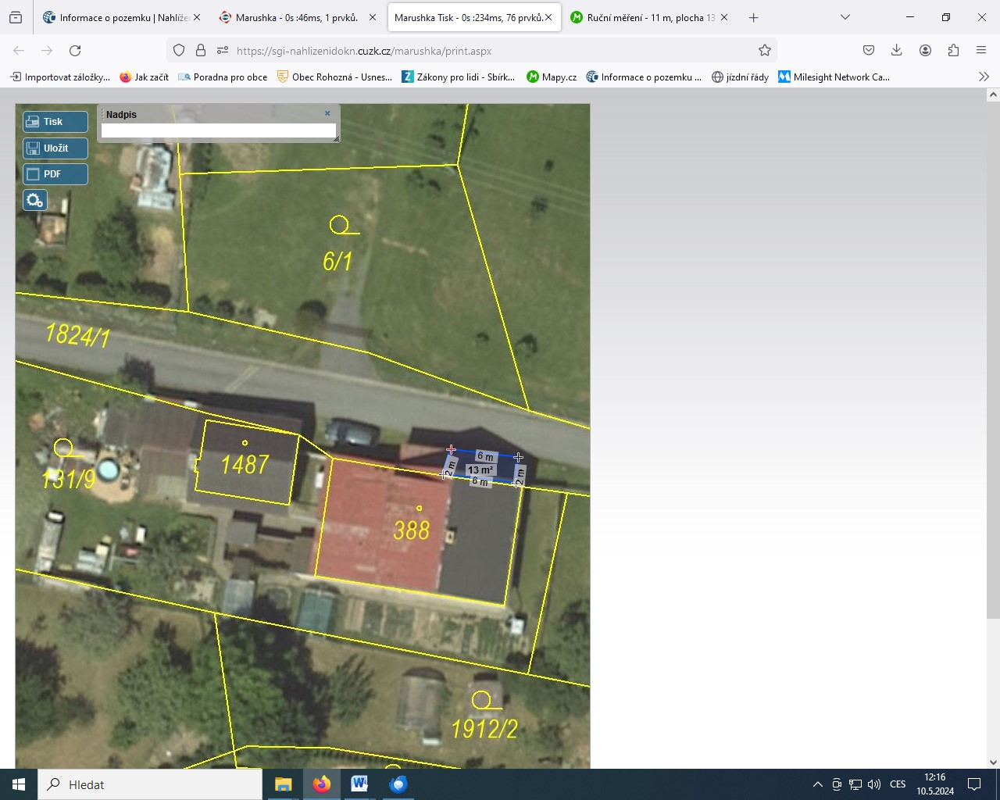 Informace o pozemku | Nahlíže
Marushka - 0s :46ms, 1 prvků.
Marushka Tisk - 0s :234ms, 76 prvků.
Ruční měření - 11 m, plocha 13
https://sgi-nahlizenidokn.cuzk.cz/marushka/print.aspx
Importovat záložky...
Jak začít
Poradna pro obce
Obec Rohozná - Usnes...
Zákony pro lidi - Sbírk...
Mapy.cz
Informace o pozemku ...
jízdní řády
Milesight Network Ca...
Nadpis
Tisk
Uložit
PDF
6/1
1824/1
6 m
2 m
13 m²
2 m
6 m
1487
131/9
388
1912/2
Hledat
CES
12:16
10.5.2024